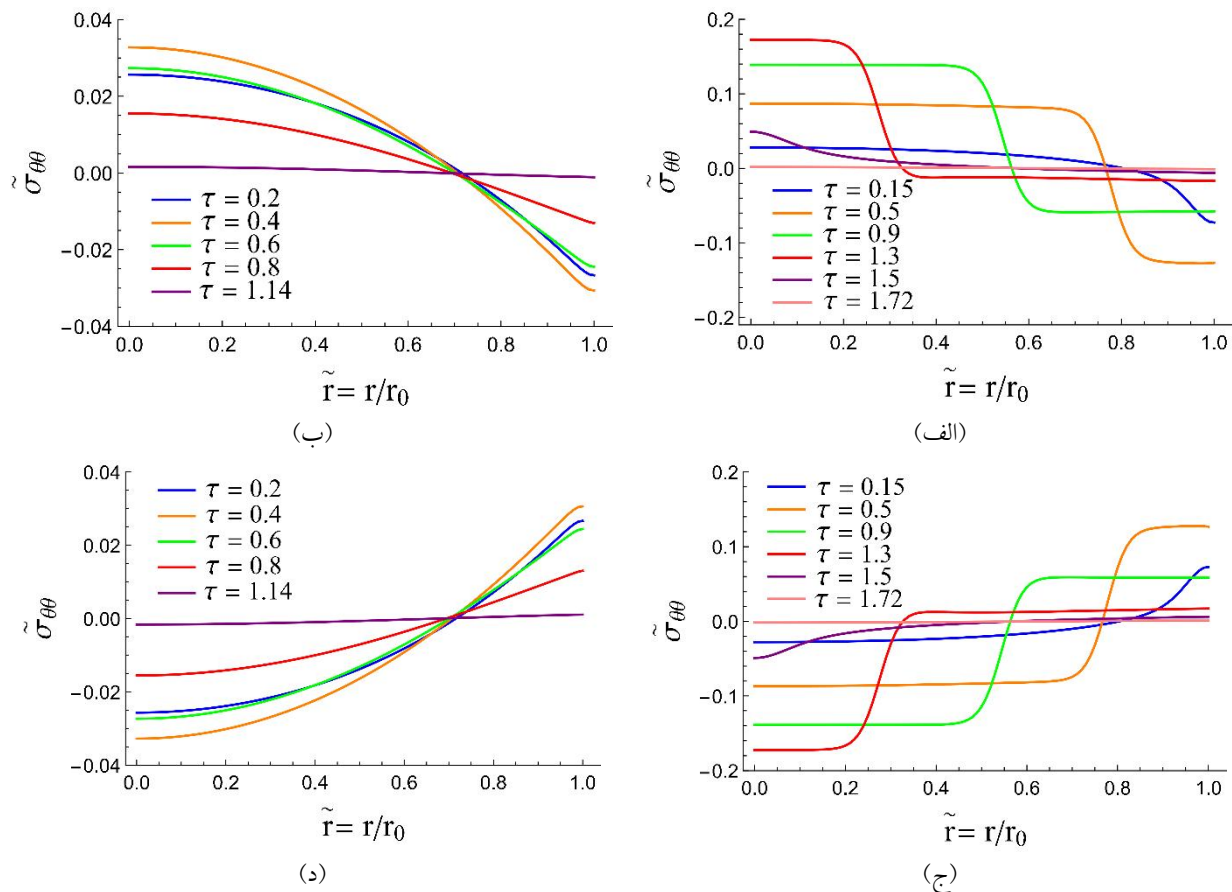 0.04
0.02
0.00
−0.02
−0.04
σ̃θθ
τ = 0.2
τ = 0.4
τ = 0.6
τ = 0.8
τ = 1.14
0.0 0.2 0.4 0.6 0.8 1.0
r̃ = r/r₀
(ب)
0.2
0.1
0.0
−0.1
−0.2
σ̃θθ
τ = 0.15
τ = 0.5
τ = 0.9
τ = 1.3
τ = 1.5
τ = 1.72
0.0 0.2 0.4 0.6 0.8 1.0
r̃ = r/r₀
(الف)
0.04
0.02
0.00
−0.02
−0.04
σ̃θθ
τ = 0.2
τ = 0.4
τ = 0.6
τ = 0.8
τ = 1.14
0.0 0.2 0.4 0.6 0.8 1.0
r̃ = r/r₀
(د)
0.2
0.1
0.0
−0.1
−0.2
σ̃θθ
τ = 0.15
τ = 0.5
τ = 0.9
τ = 1.3
τ = 1.5
τ = 1.72
0.0 0.2 0.4 0.6 0.8 1.0
r̃ = r/r₀
(ج)